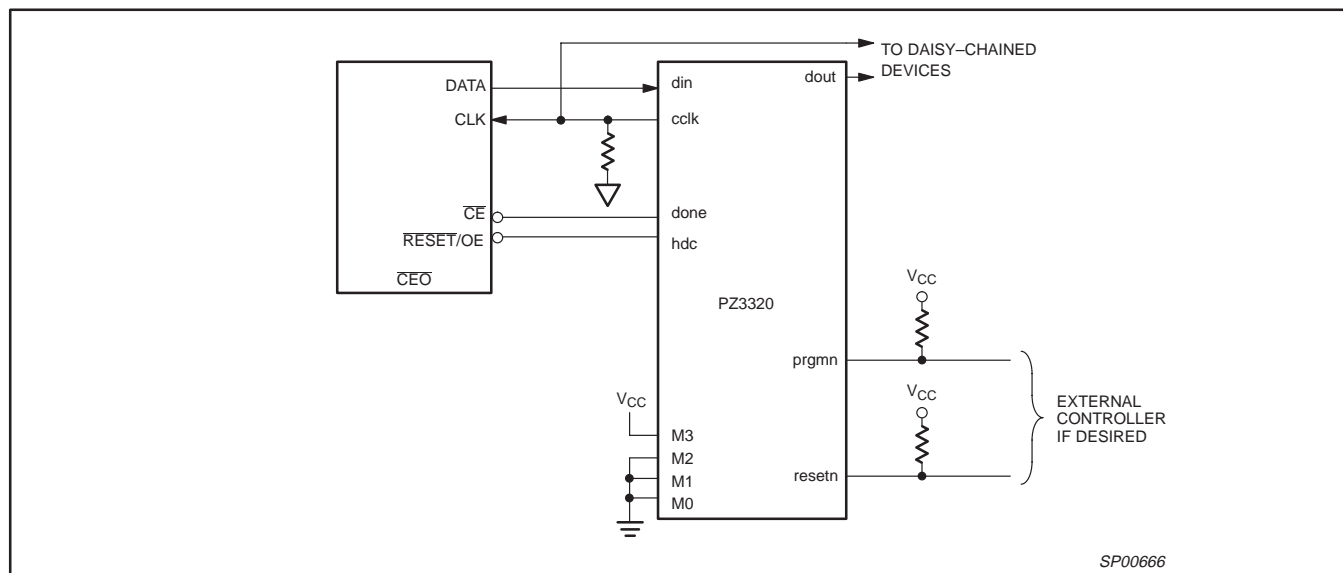 TO DAISY–CHAINED
DEVICES
DATA
CLK
CE
RESET/OE
CEO
din
cclk
done
hdc
dout
PZ3320
prgmn
resetn
M3
M2
M1
M0
VCC
VCC
VCC
EXTERNAL
CONTROLLER
IF DESIRED
SP00666